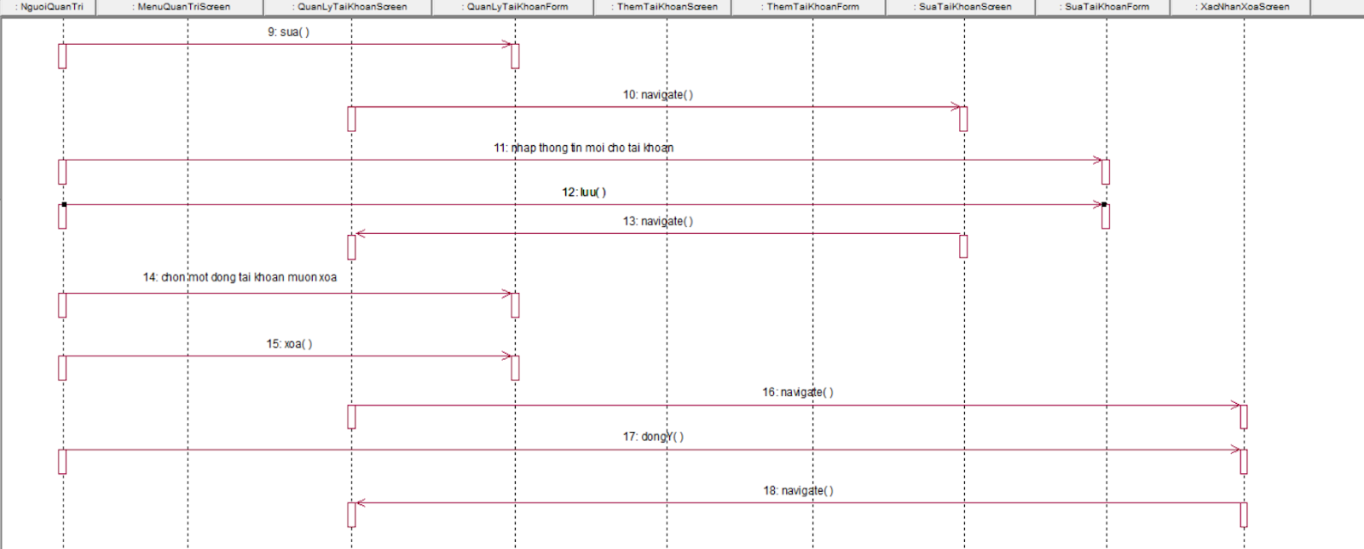 : NguoiQuanTri
: MenuQuanTriScreen
: QuanLyTaiKhoanScreen
: QuanLyTaiKhoanForm
: ThemTaiKhoanScreen
: ThemTaiKhoanForm
: SuaTaiKhoanScreen
: SuaTaiKhoanForm
: XacNhanXoaScreen
9: sua( )
10: navigate( )
11: nhap thong tin moi cho tai khoan
12: luu( )
13: navigate( )
14: chon mot dong tai khoan muon xoa
15: xoa( )
16: navigate( )
17: dongY( )
18: navigate( )